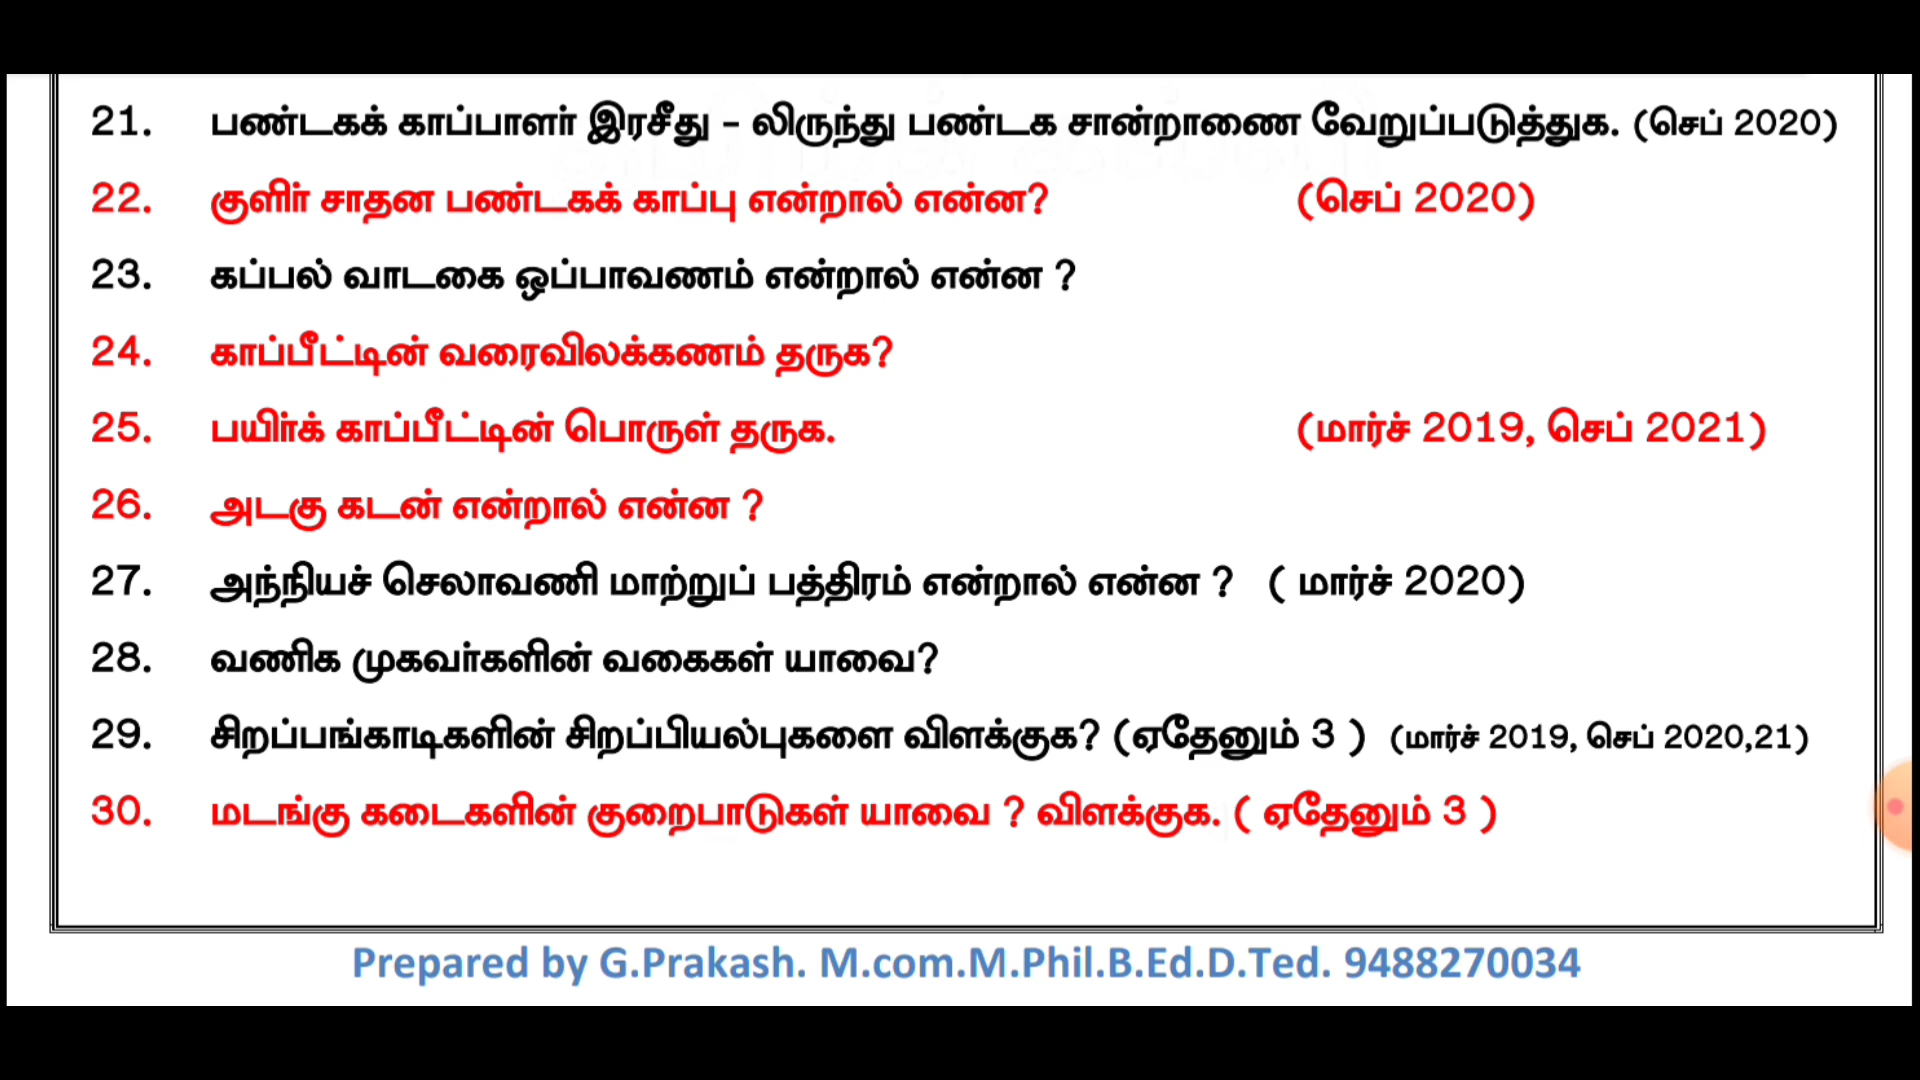 21. பண்டகக் காப்பாளர் இரசீது - லிருந்து பண்டக சான்றாணை வேறுப்படுத்துக. (செப் 2020)
22. குளிர் சாதன பண்டகக் காப்பு என்றால் என்ன? (செப் 2020)
23. கப்பல் வாடகை ஒப்பாவணம் என்றால் என்ன ?
24. காப்பீட்டின் வரைவிலக்கணம் தருக?
25. பயிர்க் காப்பீட்டின் பொருள் தருக. (மார்ச் 2019, செப் 2021)
26. அடகு கடன் என்றால் என்ன ?
27. அந்நியச் செலாவணி மாற்றுப் பத்திரம் என்றால் என்ன ? ( மார்ச் 2020)
28. வணிக முகவர்களின் வகைகள் யாவை?
29. சிறப்பங்காடிகளின் சிறப்பியல்புகளை விளக்குக? (ஏதேனும் 3 ) (மார்ச் 2019, செப் 2020,21)
30. மடங்கு கடைகளின் குறைபாடுகள் யாவை ? விளக்குக. ( ஏதேனும் 3 )
Prepared by G.Prakash. M.com.M.Phil.B.Ed.D.Ted. 9488270034